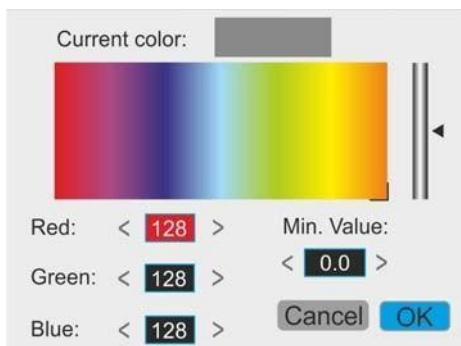 Current color:
Red: < 128 > Min. Value:
Green: < 128 > < 0.0 >
Blue: < 128 > Cancel OK